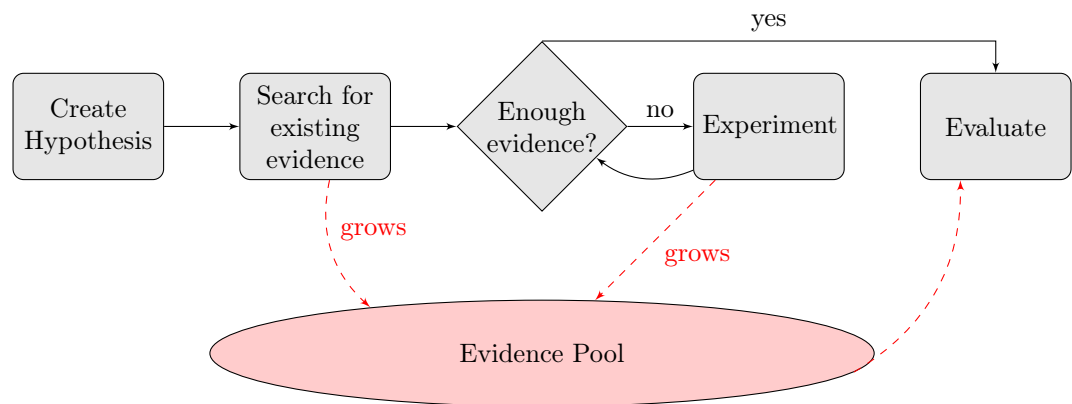 yes
Create
Hypothesis
Search for
existing
evidence
Enough
evidence?
no
Experiment
Evaluate
grows
grows
Evidence Pool